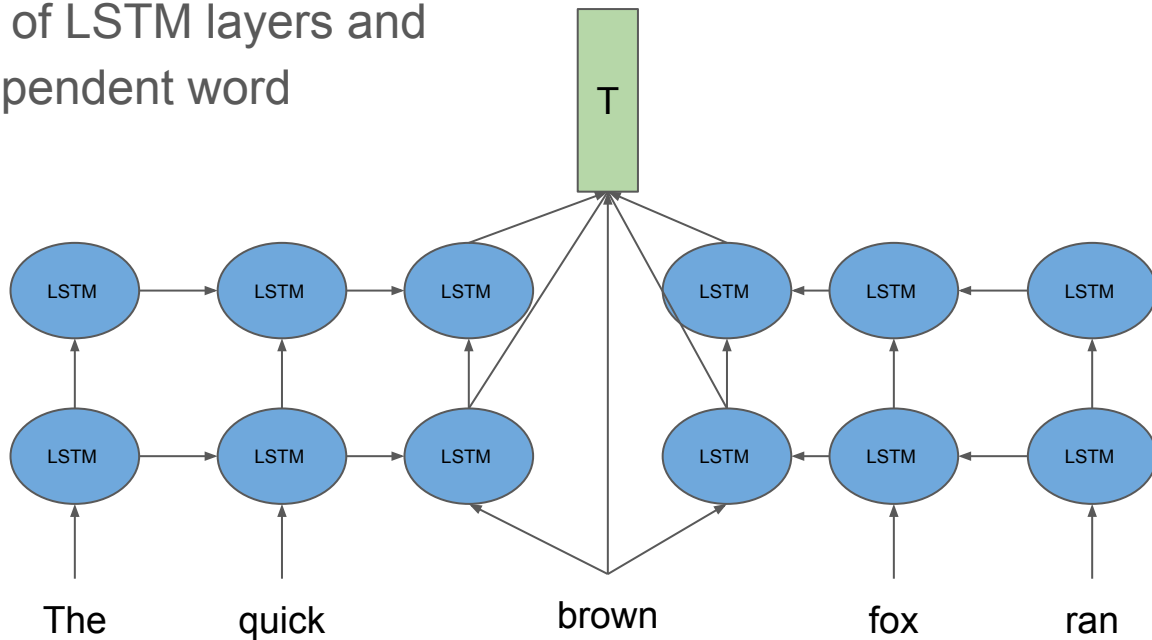 of LSTM layers and
pendent word
T
LSTM LSTM LSTM LSTM LSTM LSTM
LSTM LSTM LSTM LSTM LSTM LSTM
The quick brown fox ran